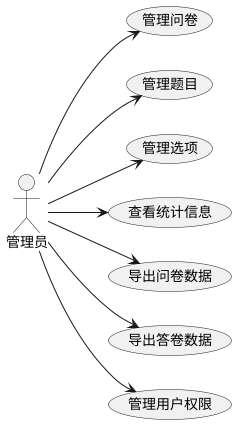 管理问卷
管理题目
管理选项
查看统计信息
管理员
导出问卷数据
导出答卷数据
管理用户权限